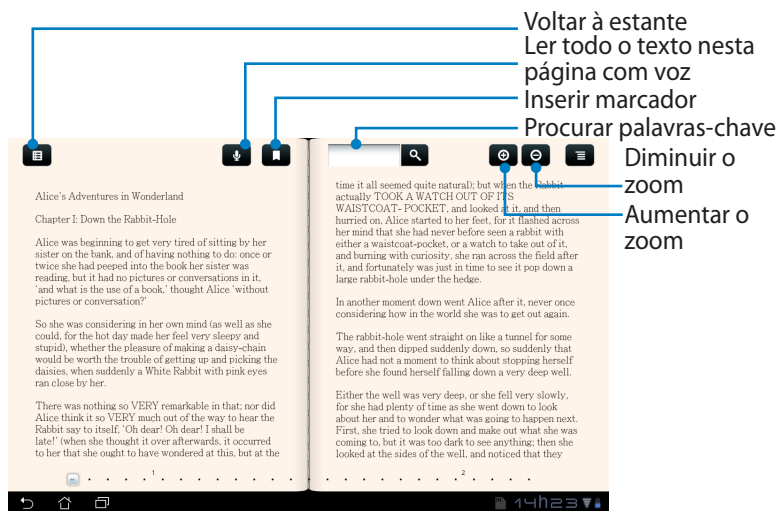 Voltar à estante
Ler todo o texto nesta
página com voz
Inserir marcador
Procurar palavras-chave
Diminuir o
zoom
Aumentar o
zoom
Alice's Adventures in Wonderland
Chapter I: Down the Rabbit-Hole
Alice was beginning to get very tired of sitting by her
sister on the bank, and of having nothing to do: once or
twice she had peeped into the book her sister was
reading, but it had no pictures or conversations in it,
'and what is the use of a book,' thought Alice 'without
pictures or conversation?'
So she was considering in her own mind (as well as she
could, for the hot day made her feel very sleepy and
stupid), whether the pleasure of making a daisy-chain
would be worth the trouble of getting up and picking the
daisies, when suddenly a White Rabbit with pink eyes
ran close by her.
There was nothing so VERY remarkable in that; nor did
Alice think it so VERY much out of the way to hear the
Rabbit say to itself, 'Oh dear! Oh dear! I shall be
late!' (when she thought it over afterwards, it occurred
to her that she ought to have wondered at this, but at the
1
time it all seemed quite natural); but when the Rabbit
actually TOOK A WATCH OUT OF ITS
WAISTCOAT- POCKET, and looked at it, and then
hurried on, Alice started to her feet, for it flashed across
her mind that she had never before seen a rabbit with
either a waistcoat-pocket, or a watch to take out of it,
and burning with curiosity, she ran across the field after
it, and fortunately was just in time to see it pop down a
large rabbit-hole under the hedge.
In another moment down went Alice after it, never once
considering how in the world she was to get out again.
The rabbit-hole went straight on like a tunnel for some
way, and then dipped suddenly down, so suddenly that
Alice had not a moment to think about stopping herself
before she found herself falling down a very deep well.
Either the well was very deep, or she fell very slowly,
for she had plenty of time as she went down to look
about her and to wonder what was going to happen next.
First, she tried to look down and make out what she was
coming to, but it was too dark to see anything; then she
looked at the sides of the well, and noticed that they
2
14h23